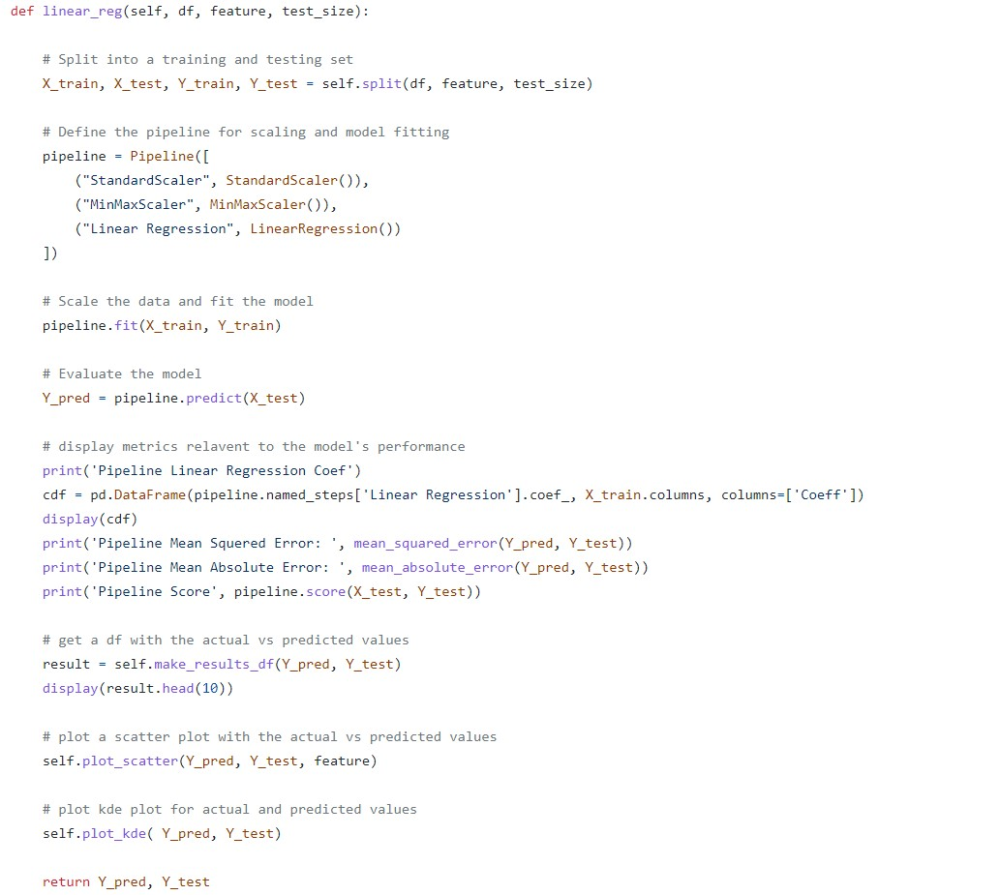 def linear_reg(self, df, feature, test_size):
# Split into a training and testing set
X_train, X_test, Y_train, Y_test = self.split(df, feature, test_size)
# Define the pipeline for scaling and model fitting
pipeline = Pipeline([
("StandardScaler", StandardScaler()),
("MinMaxScaler", MinMaxScaler()),
("Linear Regression", LinearRegression())
])
# Scale the data and fit the model
pipeline.fit(X_train, Y_train)
# Evaluate the model
Y_pred = pipeline.predict(X_test)
# display metrics relavent to the model's performance
print('Pipeline Linear Regression Coef')
cdf = pd.DataFrame(pipeline.named_steps['Linear Regression'].coef_, X_train.columns, columns=['Coeff'])
display(cdf)
print('Pipeline Mean Squered Error: ', mean_squared_error(Y_pred, Y_test))
print('Pipeline Mean Absolute Error: ', mean_absolute_error(Y_pred, Y_test))
print('Pipeline Score', pipeline.score(X_test, Y_test))
# get a df with the actual vs predicted values
result = self.make_results_df(Y_pred, Y_test)
display(result.head(10))
# plot a scatter plot with the actual vs predicted values
self.plot_scatter(Y_pred, Y_test, feature)
# plot kde plot for actual and predicted values
self.plot_kde( Y_pred, Y_test)
return Y_pred, Y_test